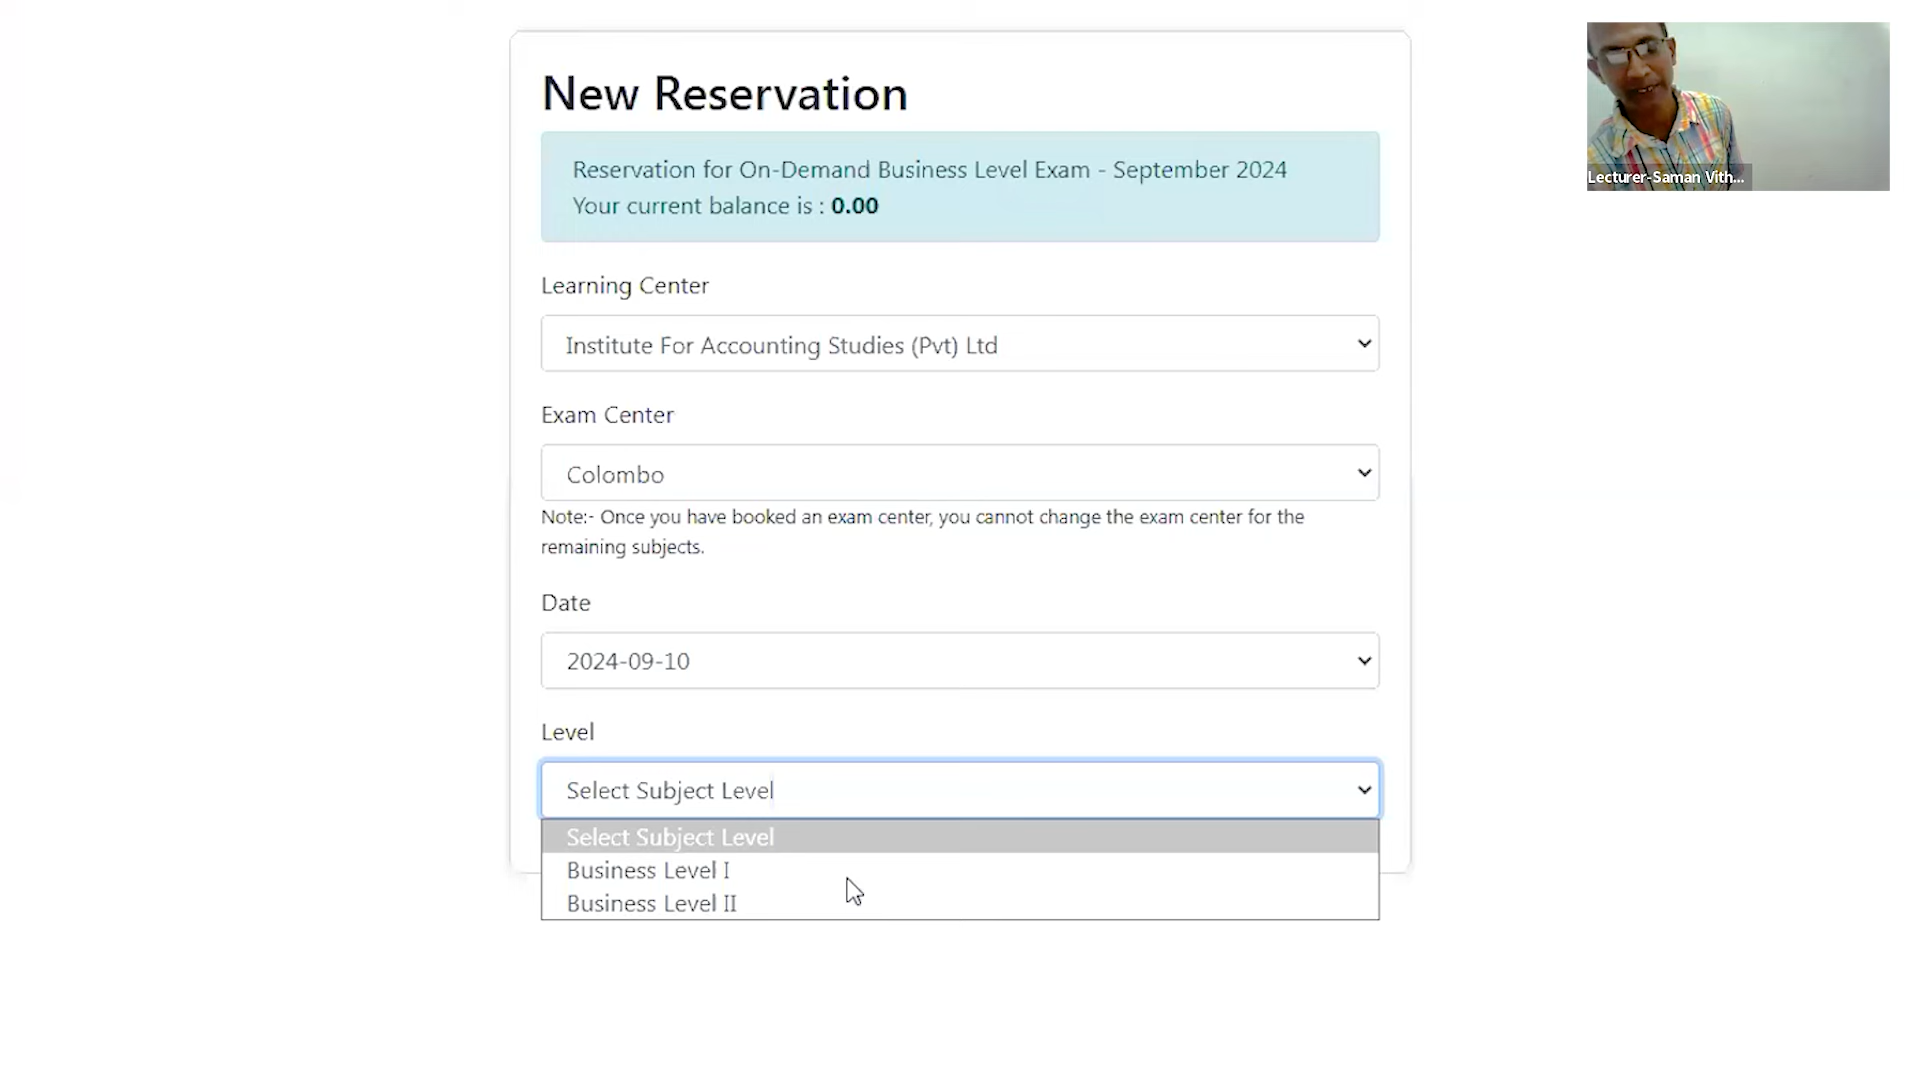 New Reservation
Reservation for On-Demand Business Level Exam - September 2024
Your current balance is : 0.00
Learning Center
Institute For Accounting Studies (Pvt) Ltd
Exam Center
Colombo
Note:- Once you have booked an exam center, you cannot change the exam center for the
remaining subjects.
Date
2024-09-10
Level
Select Subject Level
Select Subject Level
Business Level I
Business Level II
Lecturer-Saman Vith...